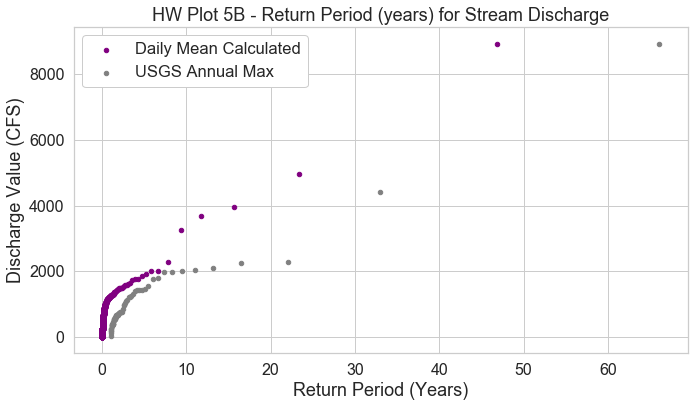 HW Plot 5B - Return Period (years) for Stream Discharge
Daily Mean Calculated
USGS Annual Max
Discharge Value (CFS)
8000
6000
4000
2000
0
0 10 20 30 40 50 60
Return Period (Years)